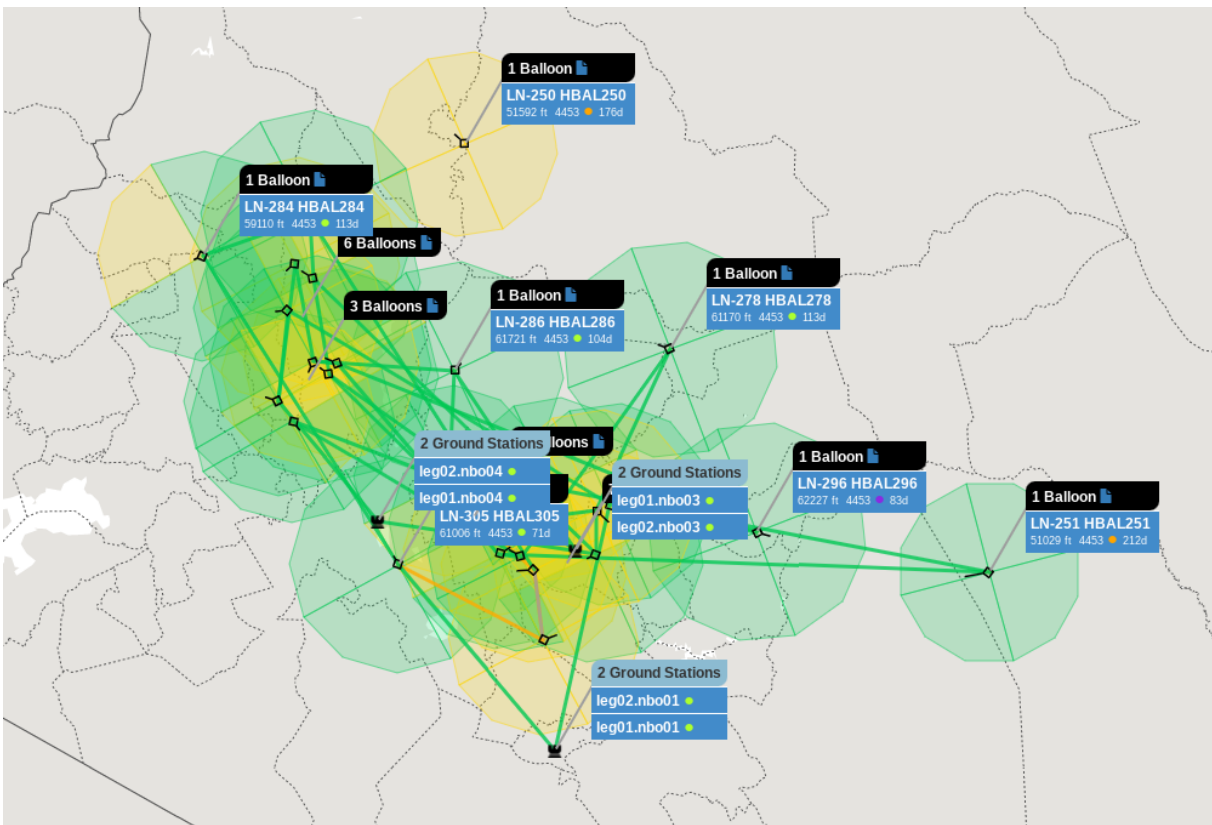 1 Balloon
LN-250 HBAL250
51592 ft 4453 176d
1 Balloon
LN-284 HBAL284
59110 ft 4453 113d
6 Balloons
3 Balloons
1 Balloon
LN-286 HBAL286
61721 ft 4453 104d
1 Balloon
LN-278 HBAL278
61170 ft 4453 113d
2 Ground Stations
leg02.nbo04
leg01.nbo04
LN-305 HBAL305
61006 ft 4453 71d
2 Ground Stations
leg01.nbo03
leg02.nbo03
1 Balloon
LN-296 HBAL296
62227 ft 4453 83d
1 Balloon
LN-251 HBAL251
51029 ft 4453 212d
2 Ground Stations
leg02.nbo01
leg01.nbo01